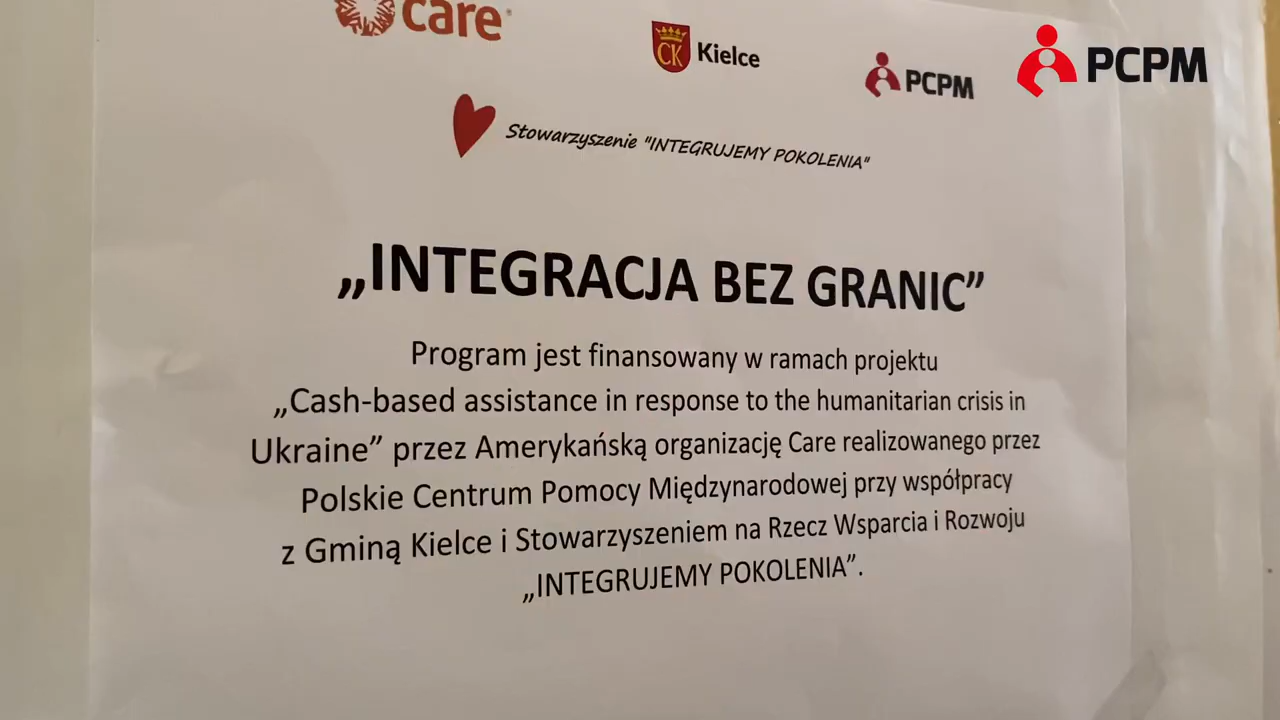 care
CK Kielce
PCPM
PCPM
Stowarzyszenie "INTEGRUJEMY POKOLENIA"
„INTEGRACJA BEZ GRANIC”
Program jest finansowany w ramach projektu
„Cash-based assistance in response to the humanitarian crisis in
Ukraine” przez Amerykańską organizację Care realizowanego przez
Polskie Centrum Pomocy Międzynarodowej przy współpracy
z Gminą Kielce i Stowarzyszeniem na Rzecz Wsparcia i Rozwoju
„INTEGRUJEMY POKOLENIA”.